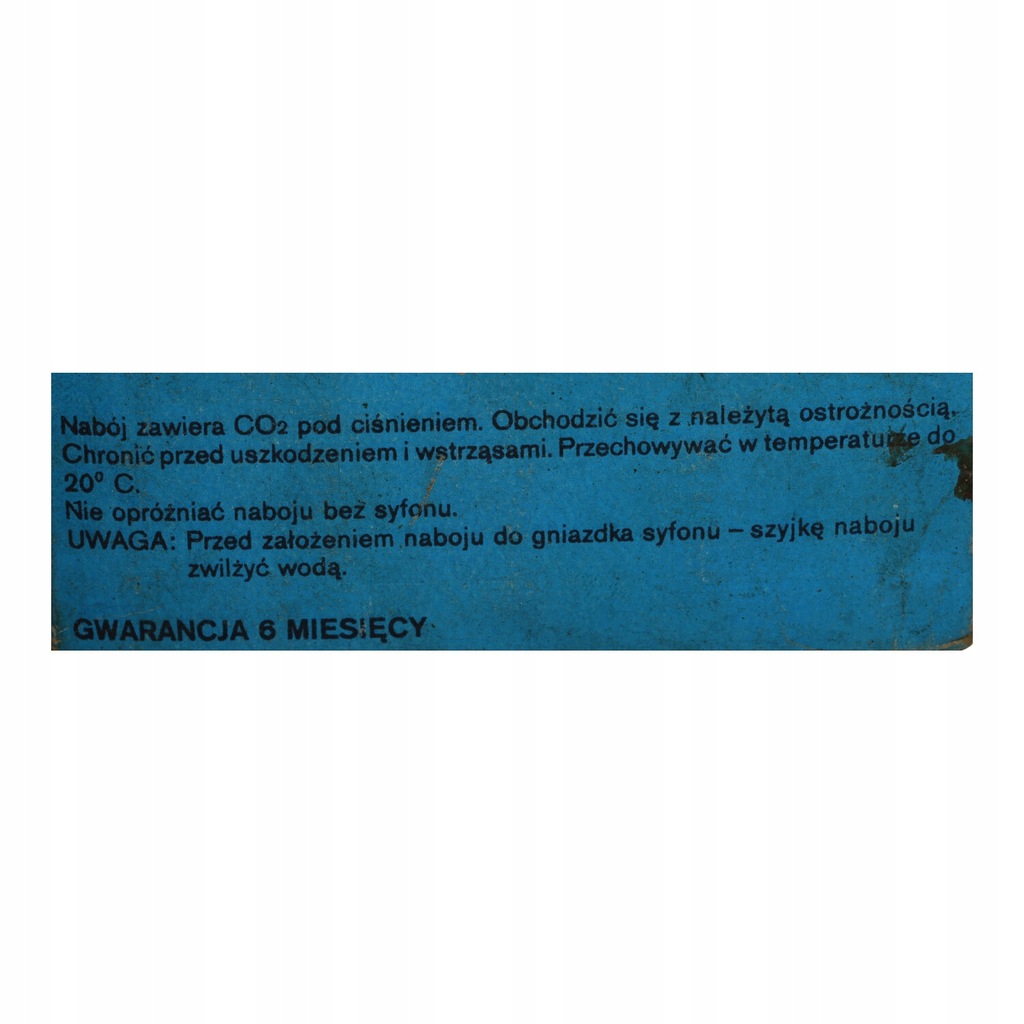 Nabój zawiera CO2 pod ciśnieniem. Obchodzić się z należytą ostrożnością.
Chronić przed uszkodzeniem i wstrząsami. Przechowywać w temperaturze do
20° C.
Nie opróżniać naboju bez syfonu.
UWAGA: Przed założeniem naboju do gniazdka syfonu – szyjkę naboju
zwilżyć wodą.
GWARANCJA 6 MIESIĘCY